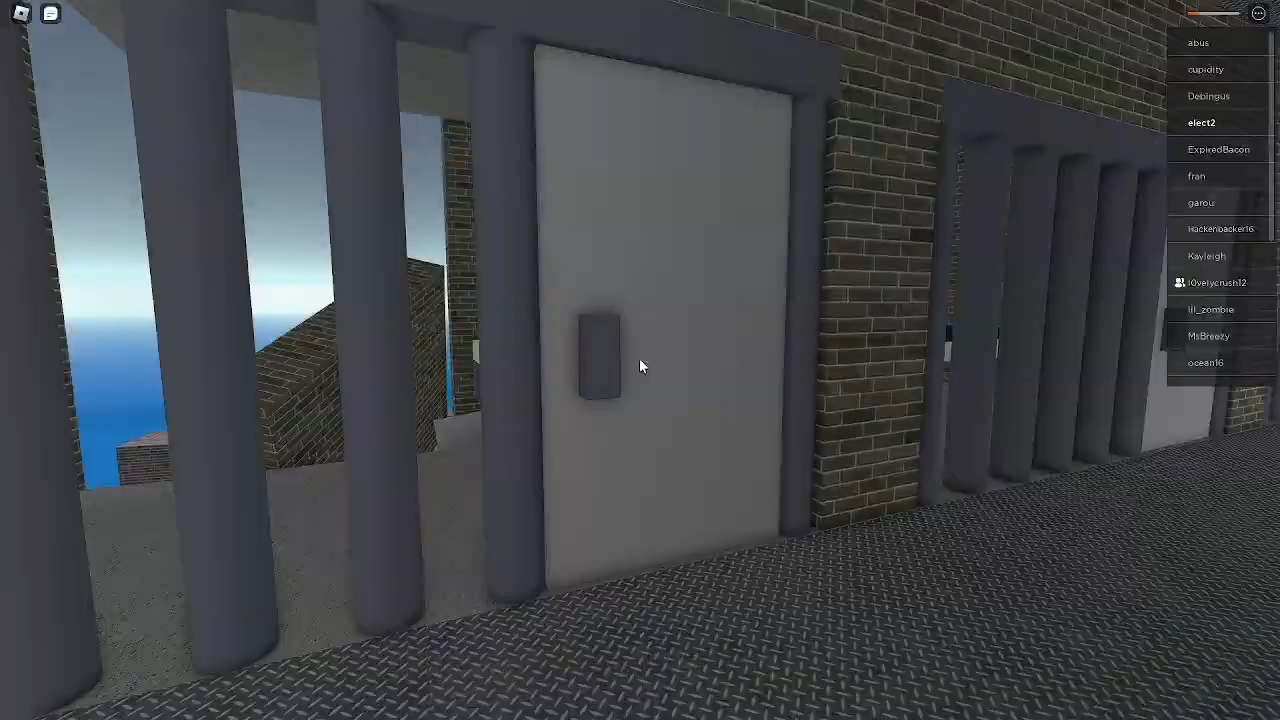 abus
cupidity
Debingus
elect2
ExpiredBacon
fran
garou
Hackenbacker16
Kayleigh
l0velycrush12
lil_zombie
MsBreezy
ocean16